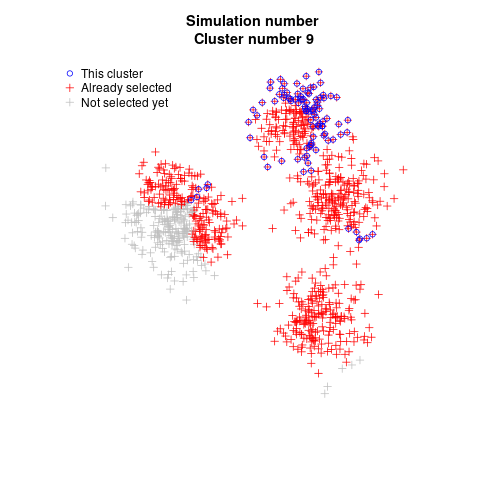 Simulation number
Cluster number 9
This cluster
Already selected
Not selected yet